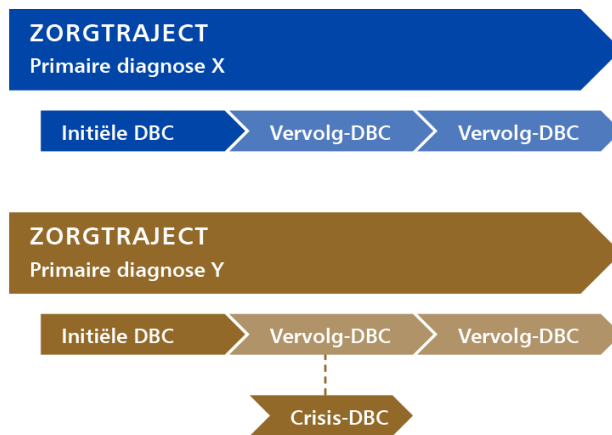 ZORGTRAJECT
Primaire diagnose X
Initiële DBC Vervolg-DBC Vervolg-DBC
ZORGTRAJECT
Primaire diagnose Y
Initiële DBC Vervolg-DBC Vervolg-DBC
Crisis-DBC